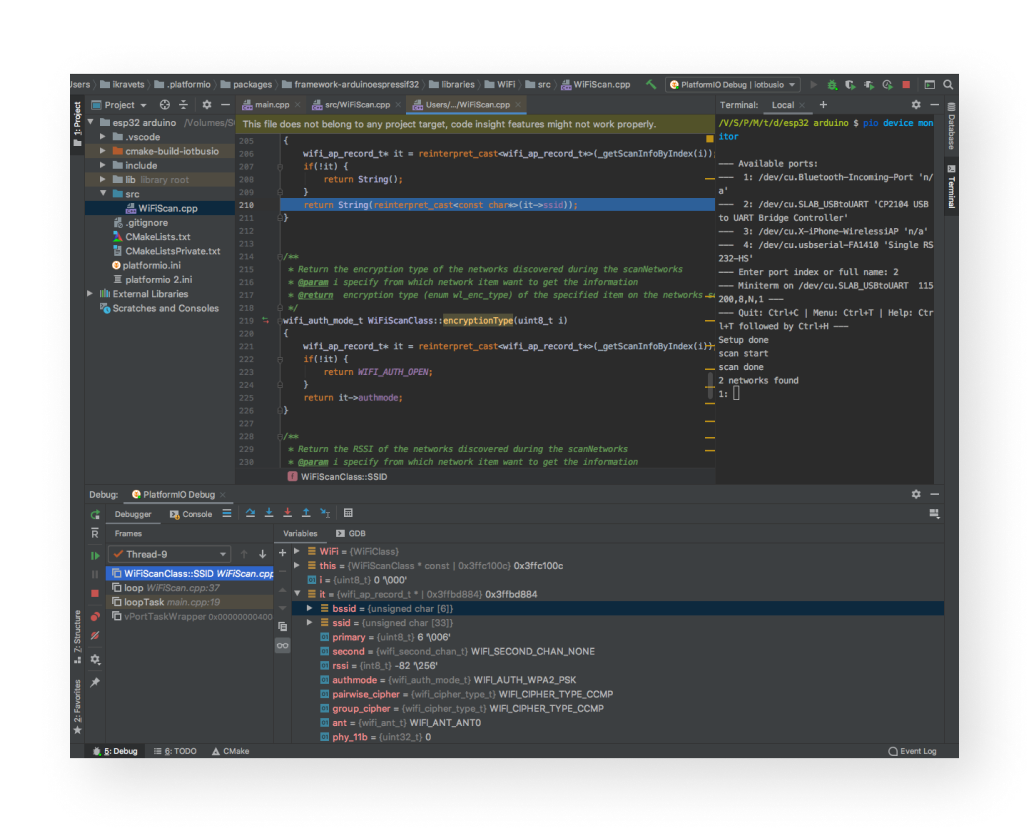 Jsers ikravets .platformio packages framework-arduinoespressif32 libraries WiFi src WiFiScan.cpp PlatformIO Debug | iotbusio
1: Project
Project
main.cpp × src/WiFiScan.cpp × Users/.../WiFiScan.cpp ×
This file does not belong to any project target, code insight features might not work properly.
esp32 arduino /Volumes/S
.vscode
cmake-build-iotbusio
include
lib library root
src
WiFiScan.cpp
.gitignore
CMakeLists.txt
CMakeListsPrivate.txt
platformio.ini
platformio 2.ini
External Libraries
Scratches and Consoles
205 {
206 wifi_ap_record_t* it = reinterpret_cast<wifi_ap_record_t*>(_getScanInfoByIndex(i));
207 if(!it) {
208 return String();
209 }
210 return String(reinterpret_cast<const char*>(it->ssid));
211 }
212
213
214 /**
215 * Return the encryption type of the networks discovered during the scanNetworks
216 * @param i specify from which network item want to get the information
217 * @return encryption type (enum wl_enc_type) of the specified item on the networks
218 */
219 wifi_auth_mode_t WiFiScanClass::encryptionType(uint8_t i)
220 {
221 wifi_ap_record_t* it = reinterpret_cast<wifi_ap_record_t*>(_getScanInfoByIndex(i))
222 if(!it) {
223 return WIFI_AUTH_OPEN;
224 }
225 return it->authmode;
226 }
227
228 /**
229 * Return the RSSI of the networks discovered during the scanNetworks
230 * @param i specify from which network item want to get the information
WiFiScanClass::SSID
Terminal: Local × +
/V/S/P/M/t/d/esp32 arduino $ pio device mon
itor
--- Available ports:
--- 1: /dev/cu.Bluetooth-Incoming-Port 'n/
a'
--- 2: /dev/cu.SLAB_USBtoUART 'CP2104 USB
to UART Bridge Controller'
--- 3: /dev/cu.X-iPhone-WirelessiAP 'n/a'
--- 4: /dev/cu.usbserial-FA1410 'Single RS
232-HS'
--- Enter port index or full name: 2
--- Miniterm on /dev/cu.SLAB_USBtoUART 115
200,8,N,1 ---
--- Quit: Ctrl+C | Menu: Ctrl+T | Help: Ctr
l+T followed by Ctrl+H ---
Setup done
scan start
scan done
2 networks found
1:
Database
Terminal
Debug: PlatformIO Debug ×
Debugger Console
Frames
Variables GDB
Thread-9
WiFiScanClass::SSID WiFiScan.cpp
loop WiFiScan.cpp:37
loopTask main.cpp:19
vPortTaskWrapper 0x00000000400
WiFi = {WiFiClass}
this = {WiFiScanClass * const | 0x3ffc100c} 0x3ffc100c
i = {uint8_t} 0 '\000'
it = {wifi_ap_record_t * | 0x3ffbd884} 0x3ffbd884
bssid = {unsigned char [6]}
ssid = {unsigned char [33]}
primary = {uint8_t} 6 '\006'
second = {wifi_second_chan_t} WIFI_SECOND_CHAN_NONE
rssi = {int8_t} -82 '\256'
authmode = {wifi_auth_mode_t} WIFI_AUTH_WPA2_PSK
pairwise_cipher = {wifi_cipher_type_t} WIFI_CIPHER_TYPE_CCMP
group_cipher = {wifi_cipher_type_t} WIFI_CIPHER_TYPE_CCMP
ant = {wifi_ant_t} WIFI_ANT_ANT0
phy_11b = {uint32_t} 0
7: Structure
2: Favorites
5: Debug 6: TODO CMake Event Log